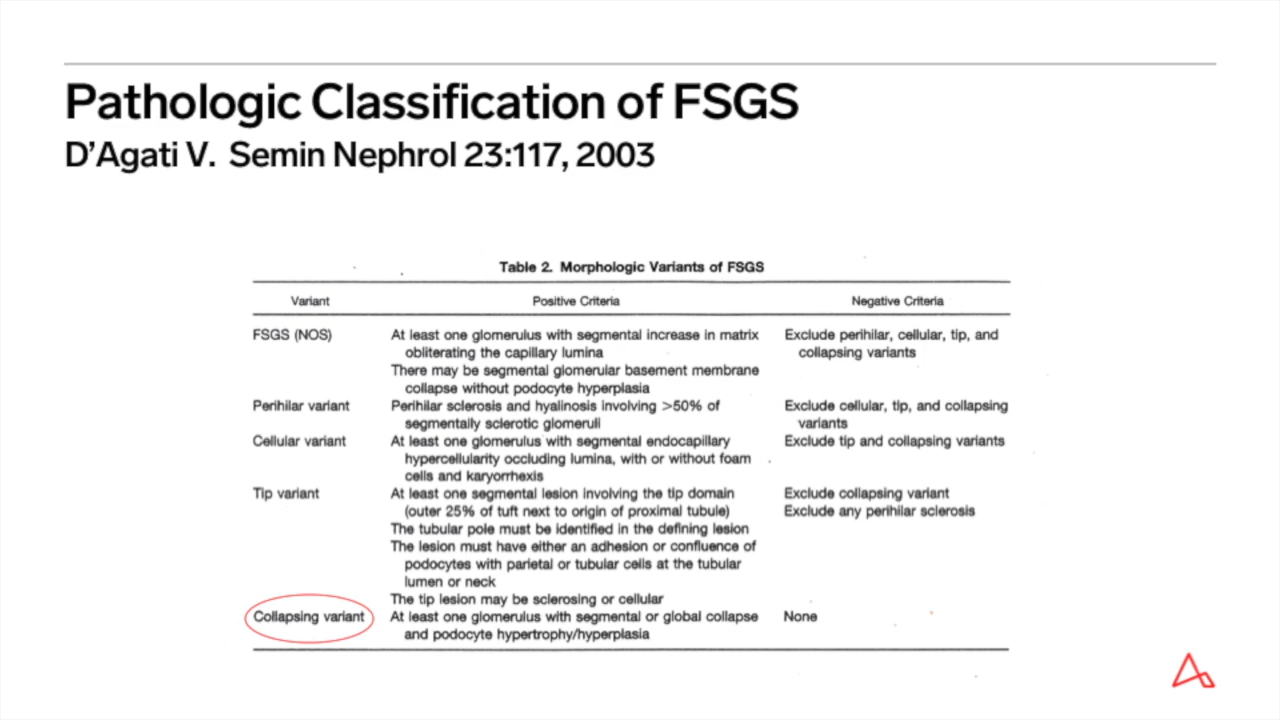 Pathologic Classification of FSGS
D'Agati V. Semin Nephrol 23:117, 2003
Table 2. Morphologic Variants of FSGS
Variant Positive Criteria Negative Criteria
FSGS (NOS) At least one glomerulus with segmental increase in matrix Exclude perihilar, cellular, tip, and
obliterating the capillary lumina collapsing variants
There may be segmental glomerular basement membrane
collapse without podocyte hyperplasia
Perihilar variant Perihilar sclerosis and hyalinosis involving >50% of Exclude cellular, tip, and collapsing
segmentally sclerotic glomeruli variants
Cellular variant At least one glomerulus with segmental endocapillary Exclude tip and collapsing variants
hypercellularity occluding lumina, with or without foam
cells and karyorrhexis
Tip variant At least one segmental lesion involving the tip domain Exclude collapsing variant
(outer 25% of tuft next to origin of proximal tubule) Exclude any perihilar sclerosis
The tubular pole must be identified in the defining lesion
The lesion must have either an adhesion or confluence of
podocytes with parietal or tubular cells at the tubular
lumen or neck
The tip lesion may be sclerosing or cellular
Collapsing variant At least one glomerulus with segmental or global collapse None
and podocyte hypertrophy/hyperplasia